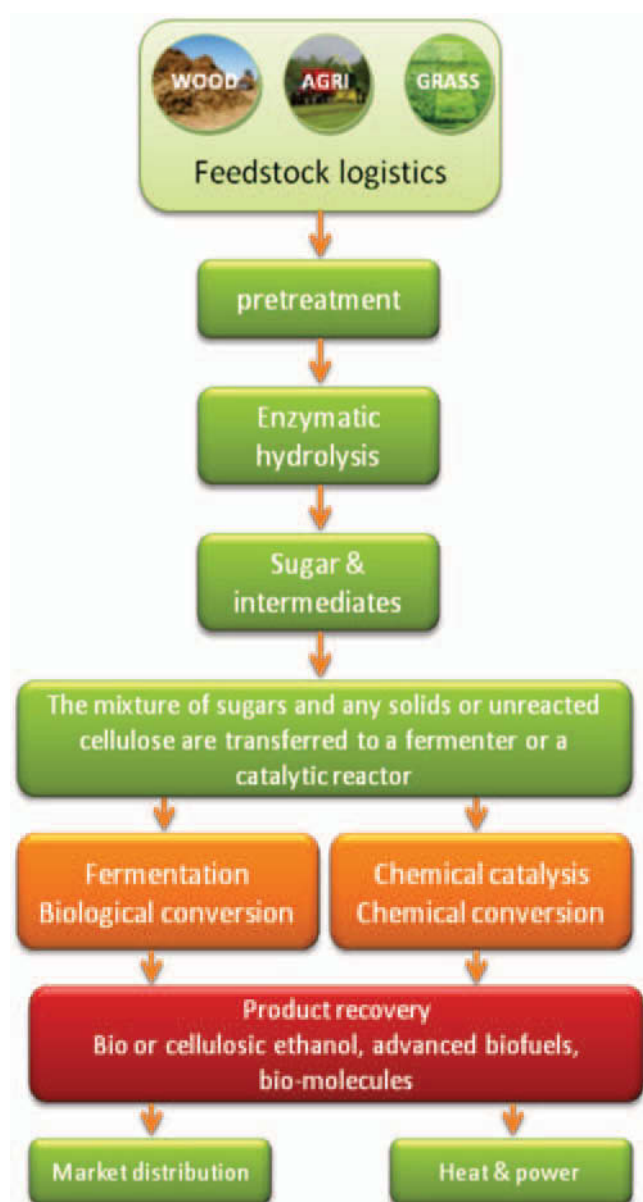 WOOD AGRI GRASS
Feedstock logistics
pretreatment
Enzymatic
hydrolysis
Sugar &
intermediates
The mixture of sugars and any solids or unreacted
cellulose are transferred to a fermenter or a
catalytic reactor
Fermentation
Biological conversion
Chemical catalysis
Chemical conversion
Product recovery
Bio or cellulosic ethanol, advanced biofuels,
bio-molecules
Market distribution
Heat & power